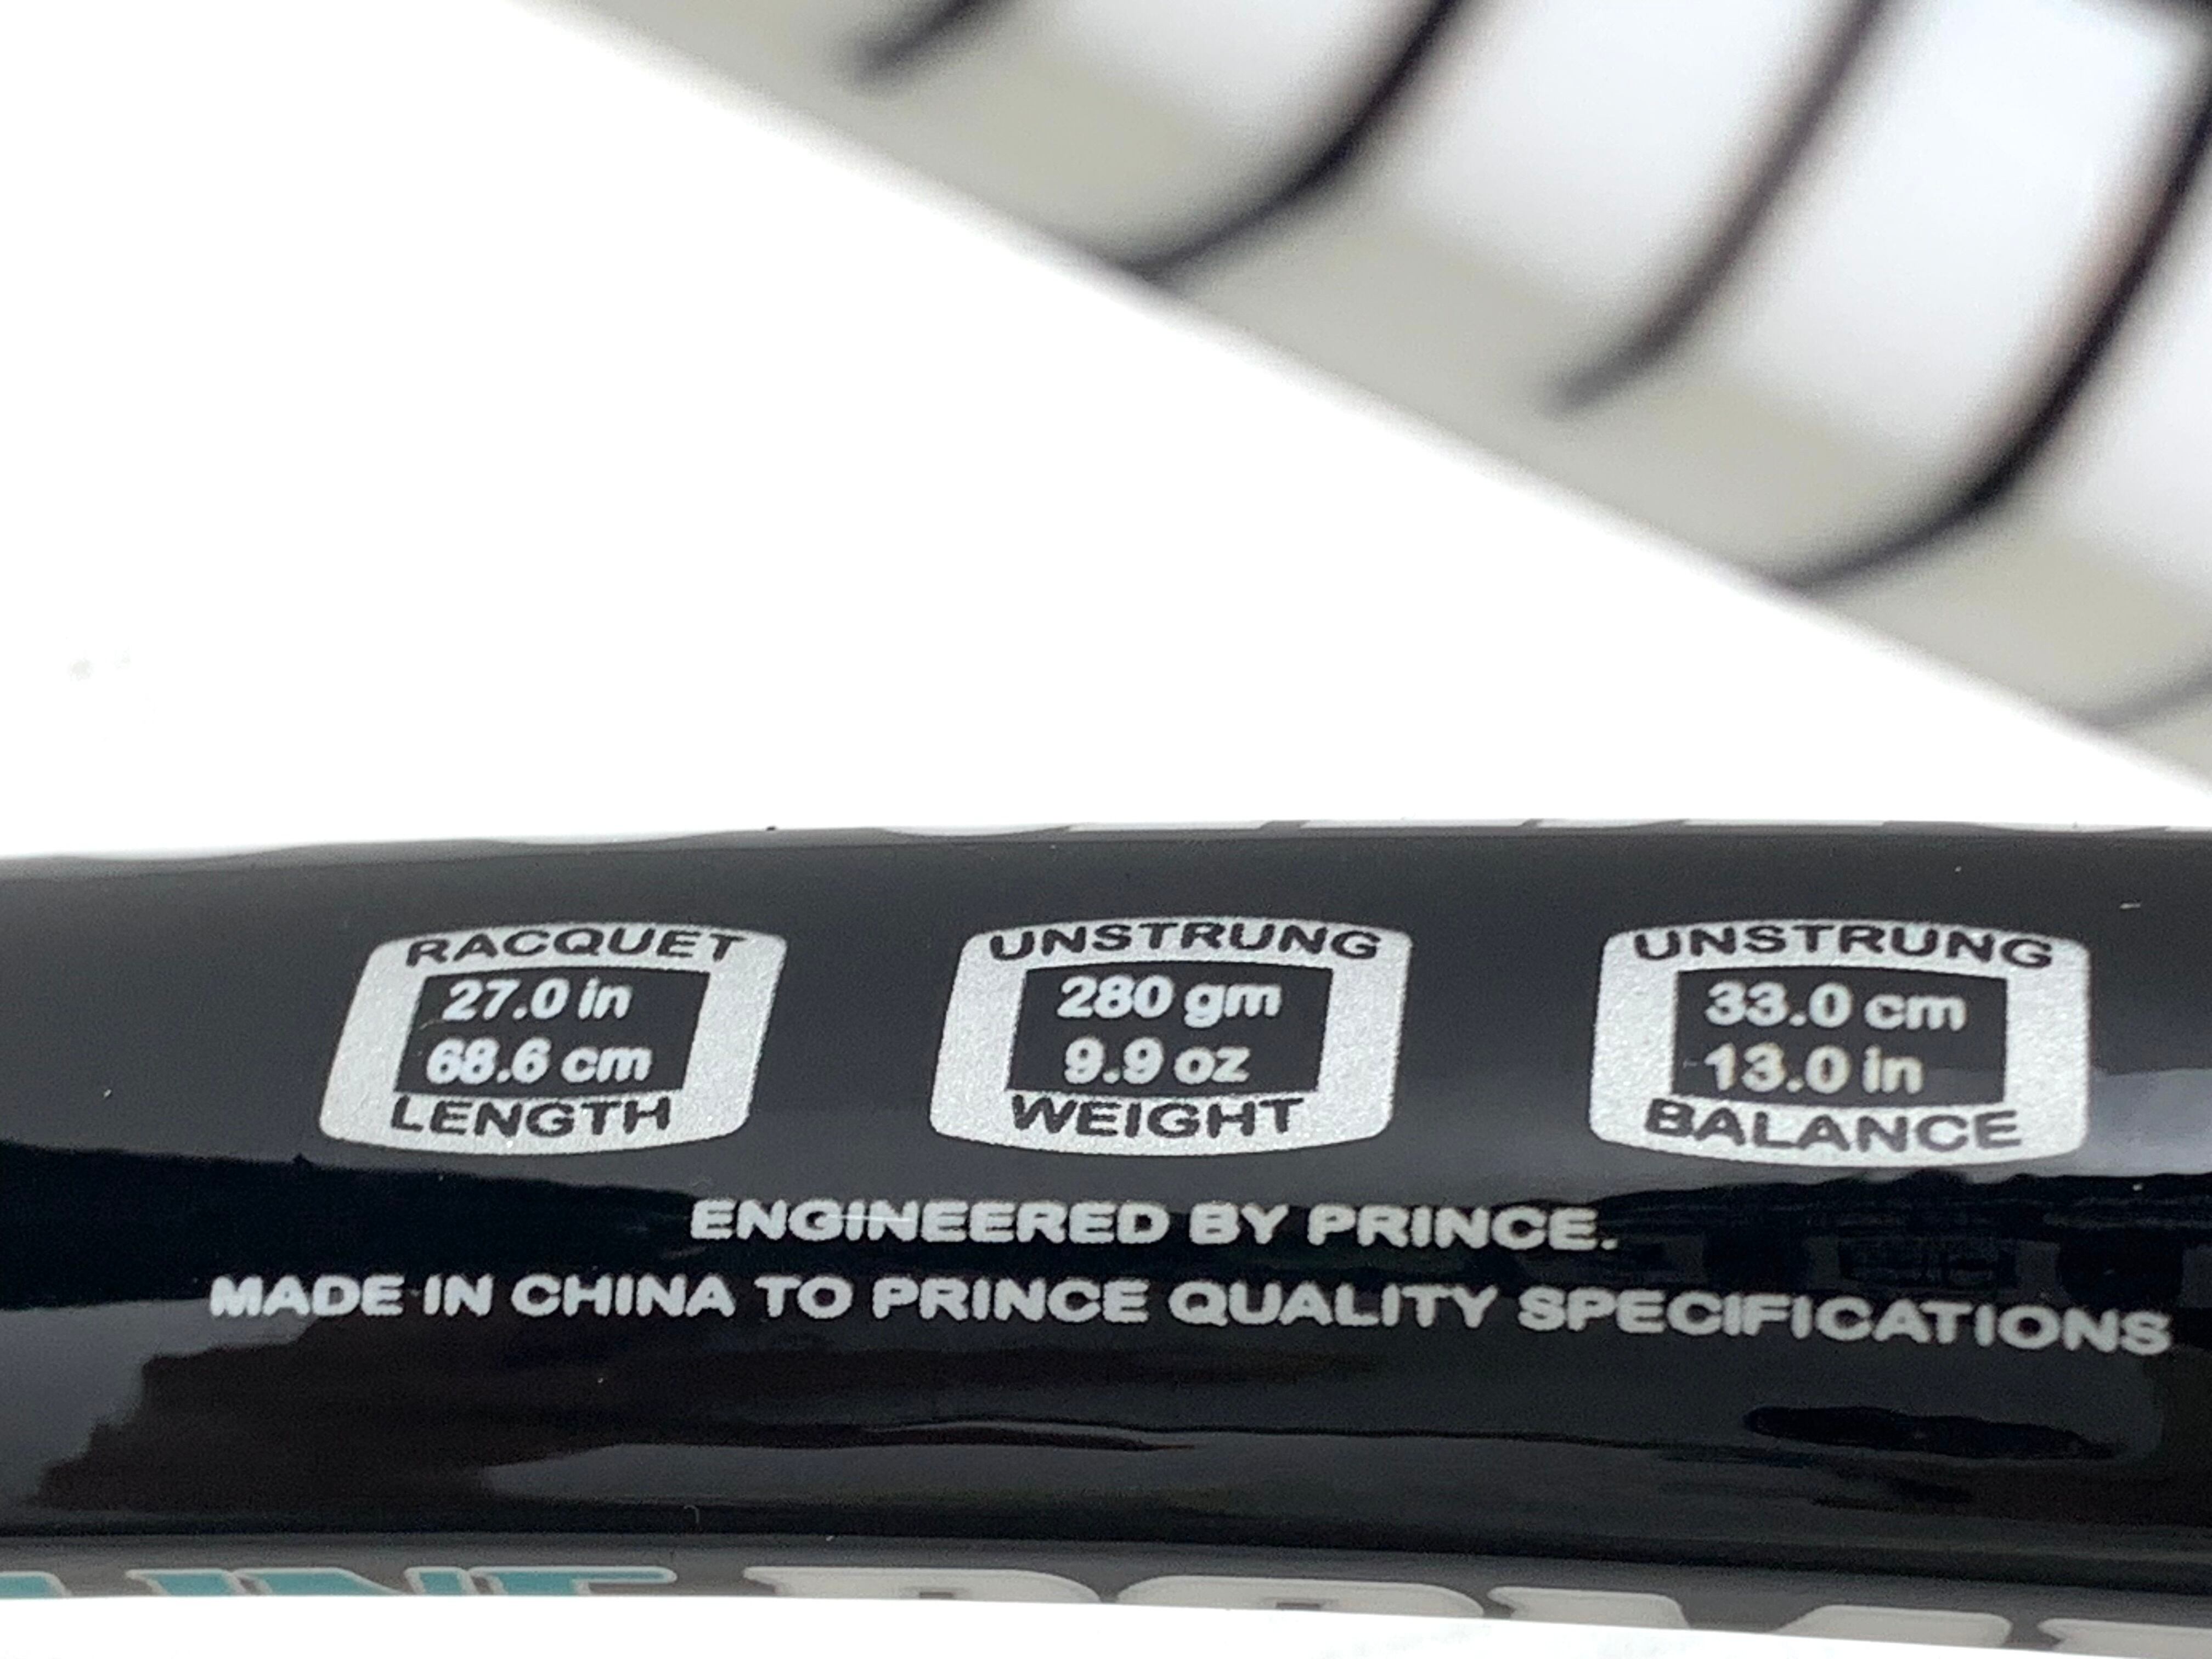 RACQUET
27.0 in
68.6 cm
LENGTH
UNSTRUNG
280 gm
9.9 oz
WEIGHT
UNSTRUNG
33.0 cm
13.0 in
BALANCE
ENGINEERED BY PRINCE.
MADE IN CHINA TO PRINCE QUALITY SPECIFICATIONS